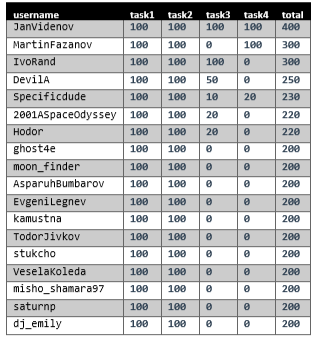 username task1 task2 task3 task4 total
JanVidenov 100 100 100 100 400
MartinFazanov 100 100 0 100 300
IvoRand 100 100 100 0 300
DevilA 100 100 50 0 250
Specificdude 100 100 10 20 230
2001ASpaceOdyssey 100 100 20 0 220
Hodor 100 100 20 0 220
ghost4e 100 100 0 0 200
moon_finder 100 100 0 0 200
AsparuhBumbarov 100 100 0 0 200
EvgeniLegnev 100 100 0 0 200
kamustna 100 100 0 0 200
TodorJivkov 100 100 0 0 200
stukcho 100 100 0 0 200
VeselaKoleda 100 100 0 0 200
misho_shamara97 100 100 0 0 200
saturnp 100 100 0 0 200
dj_emily 100 100 0 0 200